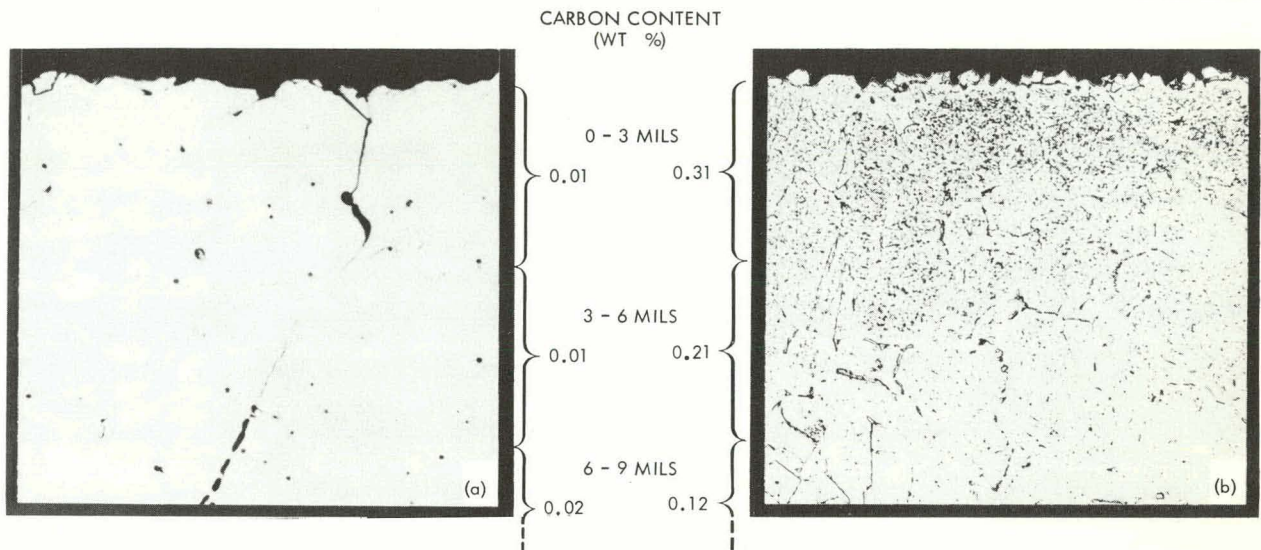 CARBON CONTENT
(WT %)
0 – 3 MILS
0.01 0.31
3 – 6 MILS
0.01 0.21
6 – 9 MILS
0.02 0.12
(a)
(b)